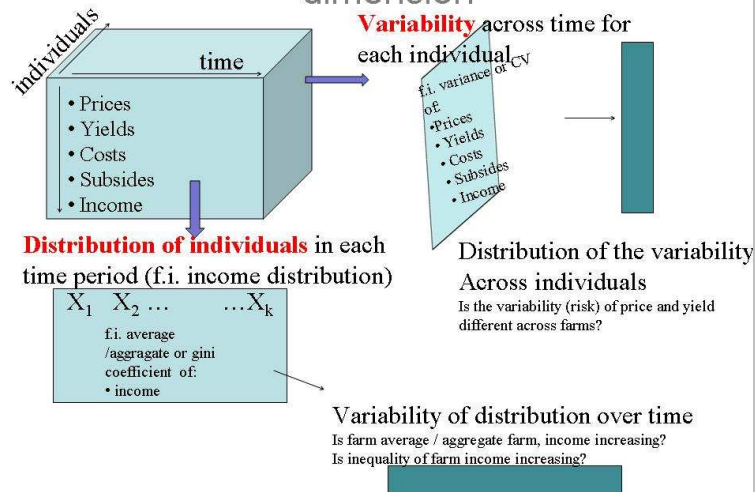 dimension
Variability across time for
each individual
individuals
time
• Prices
• Yields
• Costs
• Subsides
• Income
f.i. variance or CV
of:
•Prices
• Yields
• Costs
• Subsides
• Income
Distribution of individuals in each
time period (f.i. income distribution)
X1 X2 … …Xk
f.i. average
/aggragate or gini
coefficient of:
• income
Distribution of the variability
Across individuals
Is the variability (risk) of price and yield
different across farms?
Variability of distribution over time
Is farm average / aggregate farm, income increasing?
Is inequality of farm income increasing?